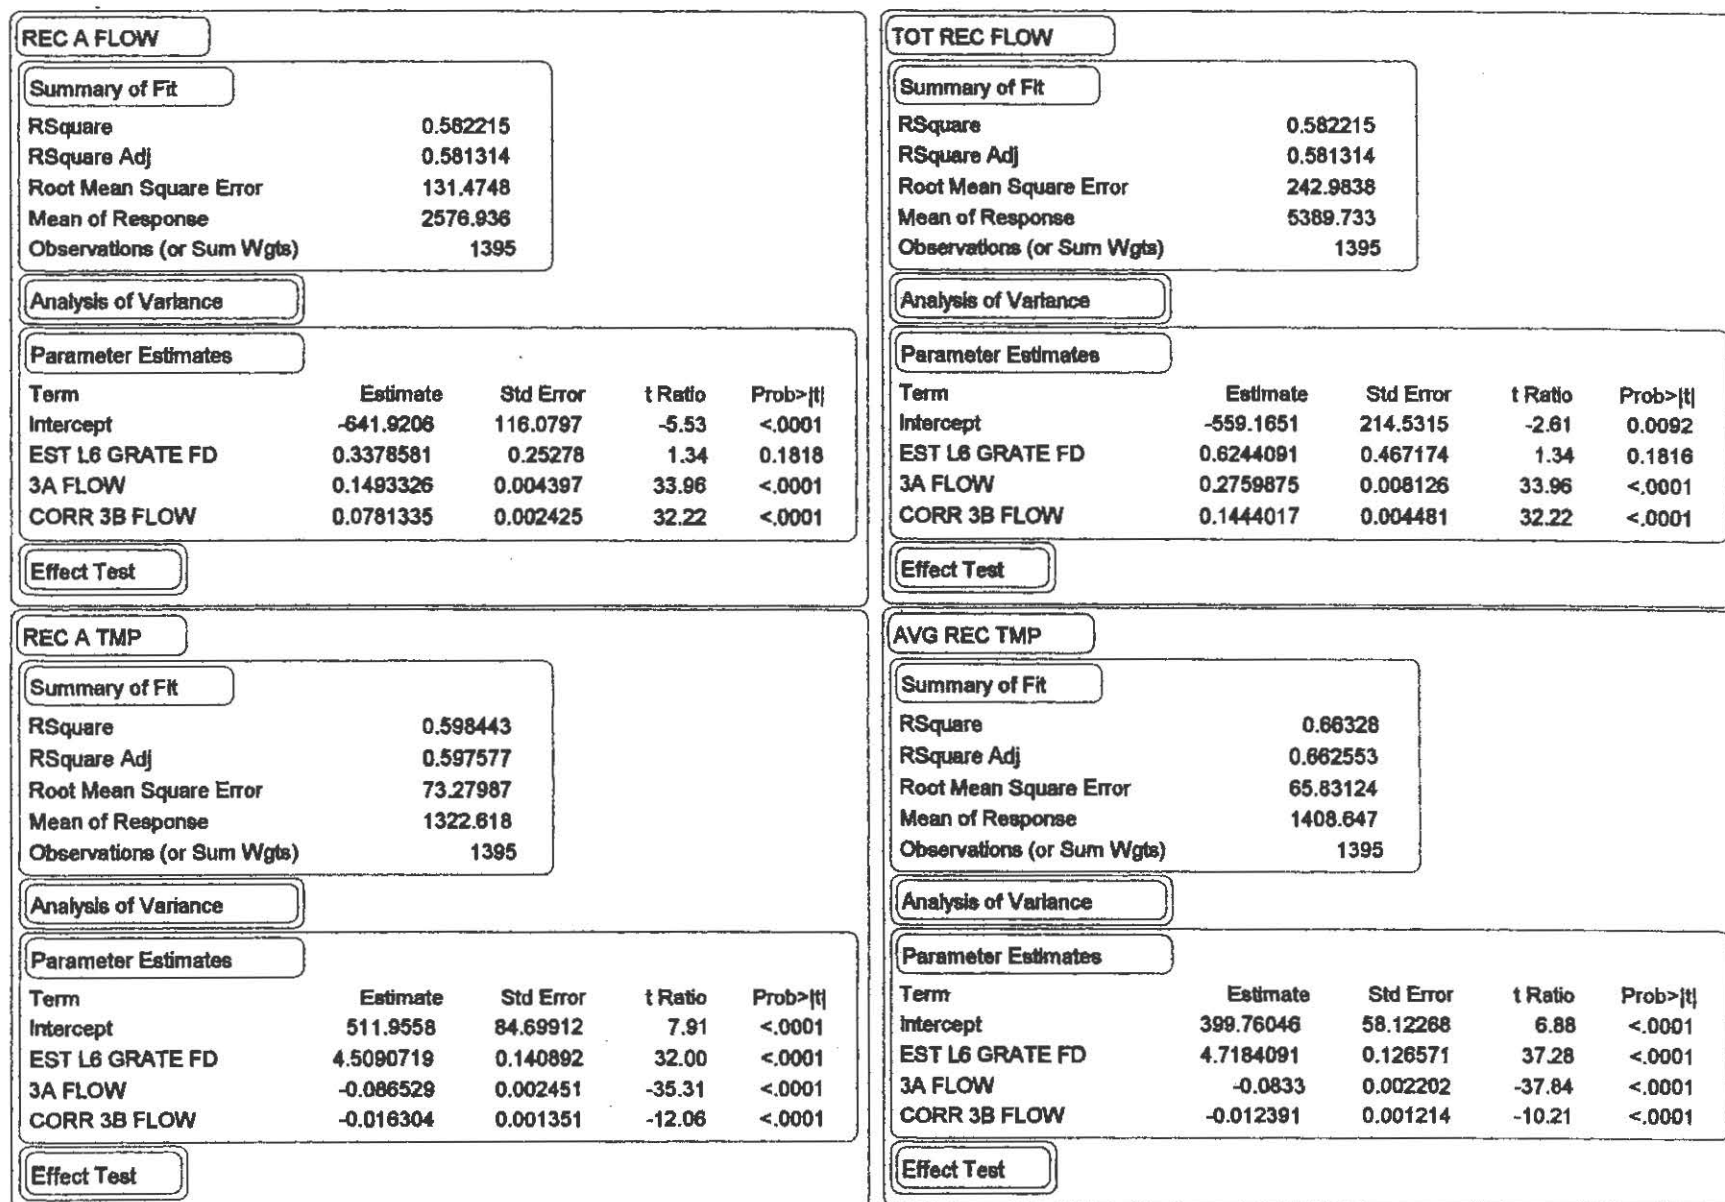 REC A FLOW
Summary of Fit
RSquare 0.582215
RSquare Adj 0.581314
Root Mean Square Error 131.4748
Mean of Response 2576.936
Observations (or Sum Wgts) 1395
Analysis of Variance
Parameter Estimates
Term Estimate Std Error t Ratio Prob>|t|
Intercept -641.9206 116.0797 -5.53 <.0001
EST L6 GRATE FD 0.3378581 0.25278 1.34 0.1818
3A FLOW 0.1493326 0.004397 33.96 <.0001
CORR 3B FLOW 0.0781335 0.002425 32.22 <.0001
Effect Test
TOT REC FLOW
Summary of Fit
RSquare 0.582215
RSquare Adj 0.581314
Root Mean Square Error 242.9838
Mean of Response 5389.733
Observations (or Sum Wgts) 1395
Analysis of Variance
Parameter Estimates
Term Estimate Std Error t Ratio Prob>|t|
Intercept -559.1651 214.5315 -2.61 0.0092
EST L6 GRATE FD 0.6244091 0.467174 1.34 0.1816
3A FLOW 0.2759875 0.008126 33.96 <.0001
CORR 3B FLOW 0.1444017 0.004481 32.22 <.0001
Effect Test
REC A TMP
Summary of Fit
RSquare 0.598443
RSquare Adj 0.597577
Root Mean Square Error 73.27987
Mean of Response 1322.618
Observations (or Sum Wgts) 1395
Analysis of Variance
Parameter Estimates
Term Estimate Std Error t Ratio Prob>|t|
Intercept 511.9558 84.69912 7.91 <.0001
EST L6 GRATE FD 4.5090719 0.140892 32.00 <.0001
3A FLOW -0.086529 0.002451 -35.31 <.0001
CORR 3B FLOW -0.016304 0.001351 -12.06 <.0001
Effect Test
AVG REC TMP
Summary of Fit
RSquare 0.66328
RSquare Adj 0.662553
Root Mean Square Error 65.83124
Mean of Response 1408.647
Observations (or Sum Wgts) 1395
Analysis of Variance
Parameter Estimates
Term Estimate Std Error t Ratio Prob>|t|
Intercept 399.76046 58.12268 6.88 <.0001
EST L6 GRATE FD 4.7184091 0.126571 37.28 <.0001
3A FLOW -0.0833 0.002202 -37.84 <.0001
CORR 3B FLOW -0.012391 0.001214 -10.21 <.0001
Effect Test